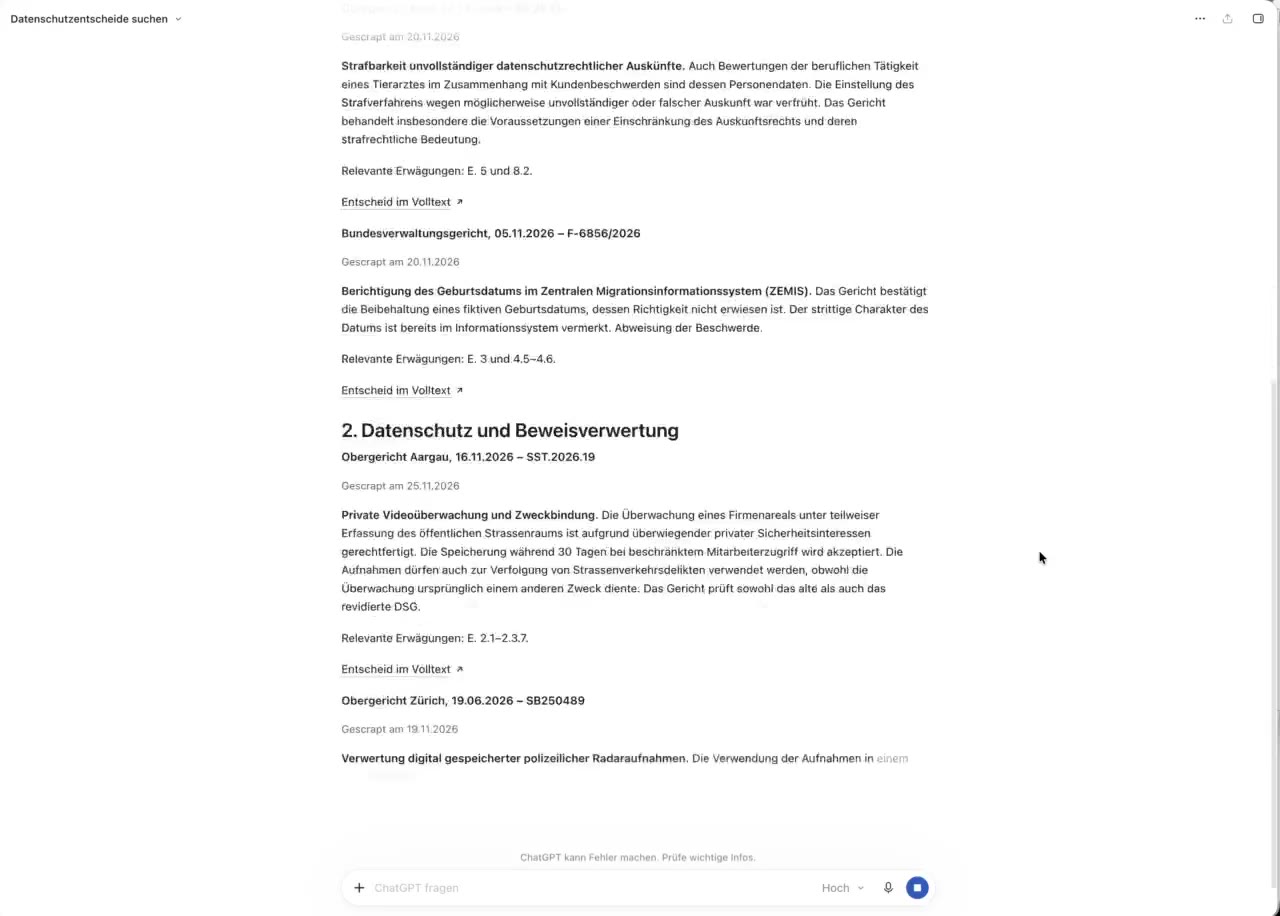 Datenschutzentscheide suchen
Gescrapt am 20.11.2026
Strafbarkeit unvollständiger datenschutzrechtlicher Auskünfte. Auch Bewertungen der beruflichen Tätigkeit
eines Tierarztes im Zusammenhang mit Kundenbeschwerden sind dessen Personendaten. Die Einstellung des
Strafverfahrens wegen möglicherweise unvollständiger oder falscher Auskunft war verfrüht. Das Gericht
behandelt insbesondere die Voraussetzungen einer Einschränkung des Auskunftsrechts und deren
strafrechtliche Bedeutung.
Relevante Erwägungen: E. 5 und 8.2.
Entscheid im Volltext ↗
Bundesverwaltungsgericht, 05.11.2026 – F-6856/2026
Gescrapt am 20.11.2026
Berichtigung des Geburtsdatums im Zentralen Migrationsinformationssystem (ZEMIS). Das Gericht bestätigt
die Beibehaltung eines fiktiven Geburtsdatums, dessen Richtigkeit nicht erwiesen ist. Der strittige Charakter des
Datums ist bereits im Informationssystem vermerkt. Abweisung der Beschwerde.
Relevante Erwägungen: E. 3 und 4.5–4.6.
Entscheid im Volltext ↗
2. Datenschutz und Beweisverwertung
Obergericht Aargau, 16.11.2026 – SST.2026.19
Gescrapt am 25.11.2026
Private Videoüberwachung und Zweckbindung. Die Überwachung eines Firmenareals unter teilweiser
Erfassung des öffentlichen Strassenraums ist aufgrund überwiegender privater Sicherheitsinteressen
gerechtfertigt. Die Speicherung während 30 Tagen bei beschränktem Mitarbeiterzugriff wird akzeptiert. Die
Aufnahmen dürfen auch zur Verfolgung von Strassenverkehrsdelikten verwendet werden, obwohl die
Überwachung ursprünglich einem anderen Zweck diente. Das Gericht prüft sowohl das alte als auch das
revidierte DSG.
Relevante Erwägungen: E. 2.1–2.3.7.
Entscheid im Volltext ↗
Obergericht Zürich, 19.06.2026 – SB250489
Gescrapt am 19.11.2026
Verwertung digital gespeicherter polizeilicher Radaraufnahmen. Die Verwendung der Aufnahmen in einem
ChatGPT kann Fehler machen. Prüfe wichtige Infos.
ChatGPT fragen
Hoch